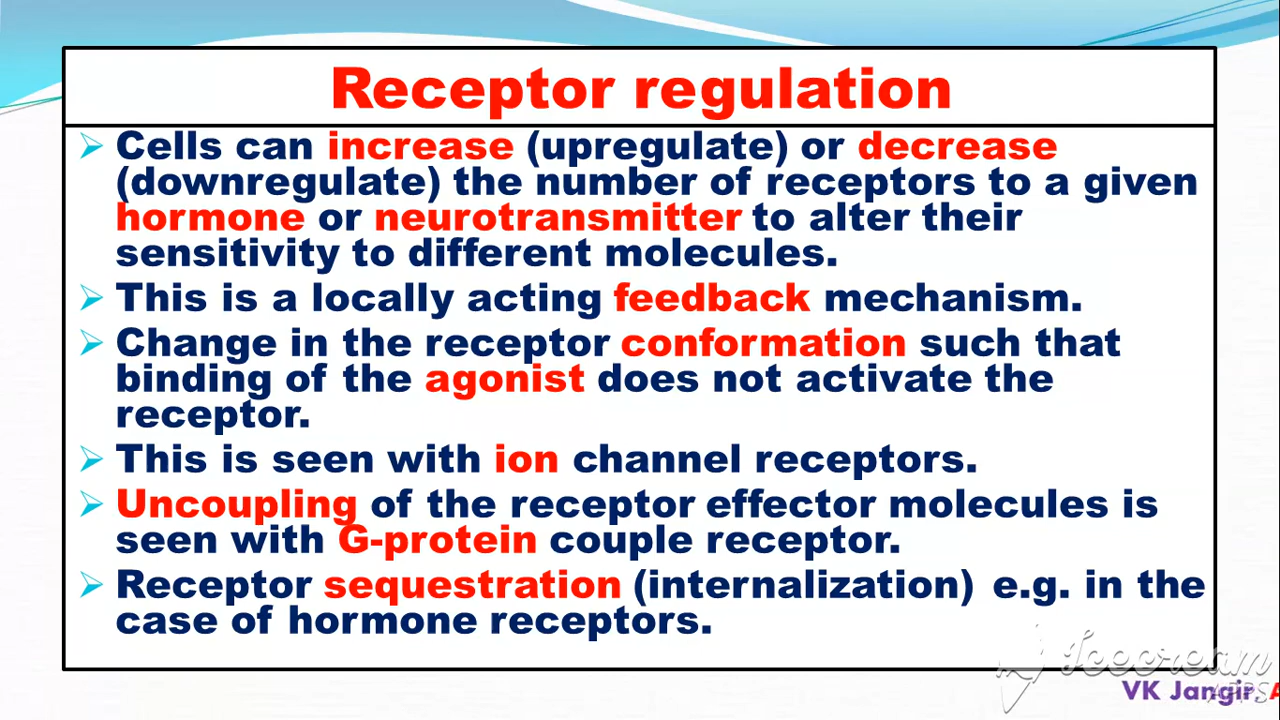 Receptor regulation
Cells can increase (upregulate) or decrease
(downregulate) the number of receptors to a given
hormone or neurotransmitter to alter their
sensitivity to different molecules.
This is a locally acting feedback mechanism.
Change in the receptor conformation such that
binding of the agonist does not activate the
receptor.
This is seen with ion channel receptors.
Uncoupling of the receptor effector molecules is
seen with G-protein couple receptor.
Receptor sequestration (internalization) e.g. in the
case of hormone receptors.
Icecream
APPS
VK Jangir, A